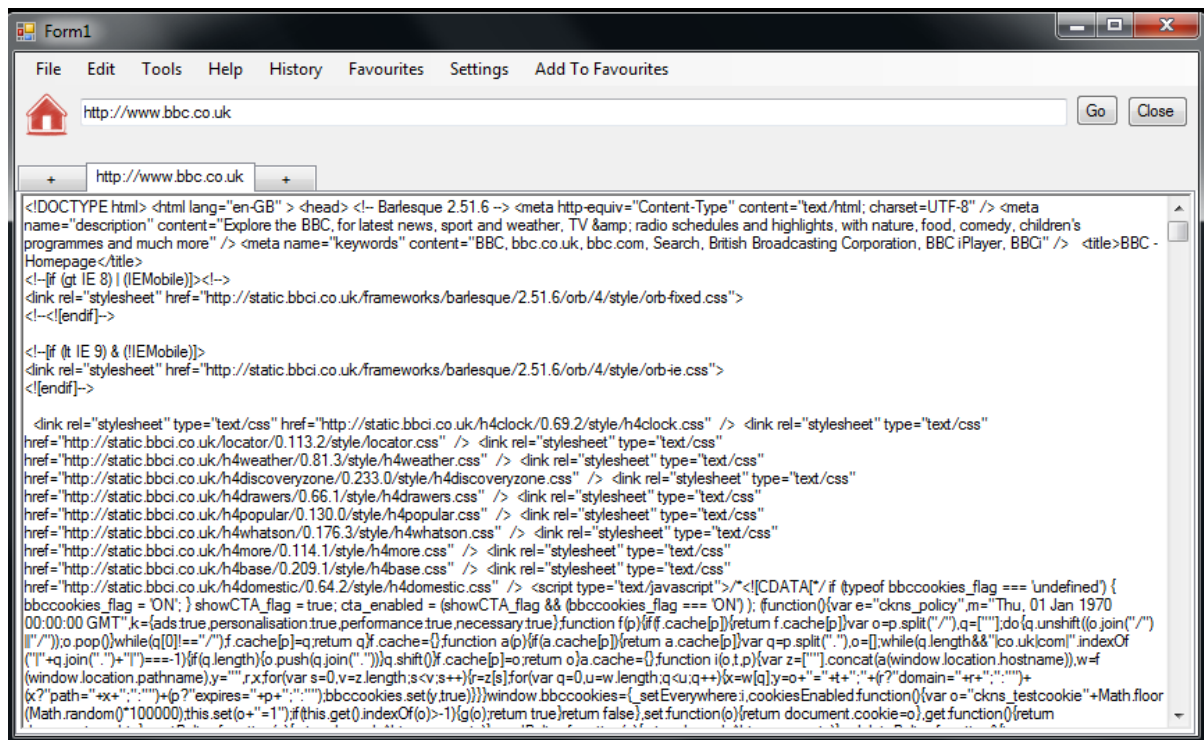 Form1
File Edit Tools Help History Favourites Settings Add To Favourites
http://www.bbc.co.uk Go Close
+ http://www.bbc.co.uk +
<!DOCTYPE html> <html lang="en-GB" > <head> <!-- Barlesque 2.51.6 --> <meta http-equiv="Content-Type" content="text/html; charset=UTF-8" /> <meta
name="description" content="Explore the BBC, for latest news, sport and weather, TV &amp; radio schedules and highlights, with nature, food, comedy, children's
programmes and much more" /> <meta name="keywords" content="BBC, bbc.co.uk, bbc.com, Search, British Broadcasting Corporation, BBC iPlayer, BBCi" /> <title>BBC -
Homepage</title>
<!--[if (gt IE 8) | (IEMobile)]><!-->
<link rel="stylesheet" href="http://static.bbci.co.uk/frameworks/barlesque/2.51.6/orb/4/style/orb-fixed.css">
<!--<![endif]-->
<!--[if (lt IE 9) & (!IEMobile)]>
<link rel="stylesheet" href="http://static.bbci.co.uk/frameworks/barlesque/2.51.6/orb/4/style/orb-ie.css">
<![endif]-->
<link rel="stylesheet" type="text/css" href="http://static.bbci.co.uk/h4clock/0.69.2/style/h4clock.css" /> <link rel="stylesheet" type="text/css"
href="http://static.bbci.co.uk/locator/0.113.2/style/locator.css" /> <link rel="stylesheet" type="text/css"
href="http://static.bbci.co.uk/h4weather/0.81.3/style/h4weather.css" /> <link rel="stylesheet" type="text/css"
href="http://static.bbci.co.uk/h4discoveryzone/0.233.0/style/h4discoveryzone.css" /> <link rel="stylesheet" type="text/css"
href="http://static.bbci.co.uk/h4drawers/0.66.1/style/h4drawers.css" /> <link rel="stylesheet" type="text/css"
href="http://static.bbci.co.uk/h4popular/0.130.0/style/h4popular.css" /> <link rel="stylesheet" type="text/css"
href="http://static.bbci.co.uk/h4whatson/0.176.3/style/h4whatson.css" /> <link rel="stylesheet" type="text/css"
href="http://static.bbci.co.uk/h4more/0.114.1/style/h4more.css" /> <link rel="stylesheet" type="text/css"
href="http://static.bbci.co.uk/h4base/0.209.1/style/h4base.css" /> <link rel="stylesheet" type="text/css"
href="http://static.bbci.co.uk/h4domestic/0.64.2/style/h4domestic.css" /> <script type="text/javascript">/*<![CDATA[*/ if (typeof bbccookies_flag === 'undefined') {
bbccookies_flag = 'ON'; } showCTA_flag = true; cta_enabled = (showCTA_flag && (bbccookies_flag === 'ON') ); (function(){var e="ckns_policy",m="Thu, 01 Jan 1970
00:00:00 GMT",k={ads:true,personalisation:true,performance:true,necessary:true};function f(p){if(f.cache[p]){return f.cache[p]}var o=p.split("/"),q=[""];do{q.unshift((o.join("/")
||"/"));o.pop()}while(q[0]!=="/");f.cache[p]=q;return q}f.cache={};function a(p){if(a.cache[p]){return a.cache[p]}var q=p.split("."),o=[];while(q.length&&"|co.uk|com|".indexOf
("|"+q.join(".")+"|")===-1){if(q.length){o.push(q.join("."))}q.shift()}f.cache[p]=o;return o}a.cache={};function i(o,t,p){var z=[""].concat(a(window.location.hostname)),w=f
(window.location.pathname),y="",r,x;for(var s=0,v=z.length;s<v;s++){r=z[s];for(var q=0,u=w.length;q<u;q++){x=w[q];y=o+"="+t+";"+(r?"domain="+r+";":"")+
(x?"path="+x+";":"")+(p?"expires="+p+";":"");bbccookies.set(y,true)}}}window.bbccookies={_setEverywhere:i,cookiesEnabled:function(){var o="ckns_testcookie"+Math.floor
(Math.random()*100000);this.set(o+"=1");if(this.get().indexOf(o)>-1){g(o);return true}return false},set:function(o){return document.cookie=o},get:function(){return